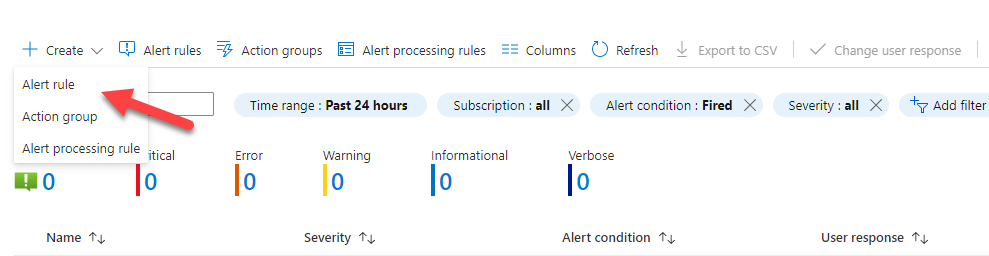 Create Alert rules Action groups Alert processing rules Columns Refresh Export to CSV Change user response
Alert rule
Time range : Past 24 hours Subscription : all Alert condition : Fired Severity : all Add filter
Action group
Alert processing rule
itical Error Warning Informational Verbose
0 0 0 0 0 0
Name Severity Alert condition User response